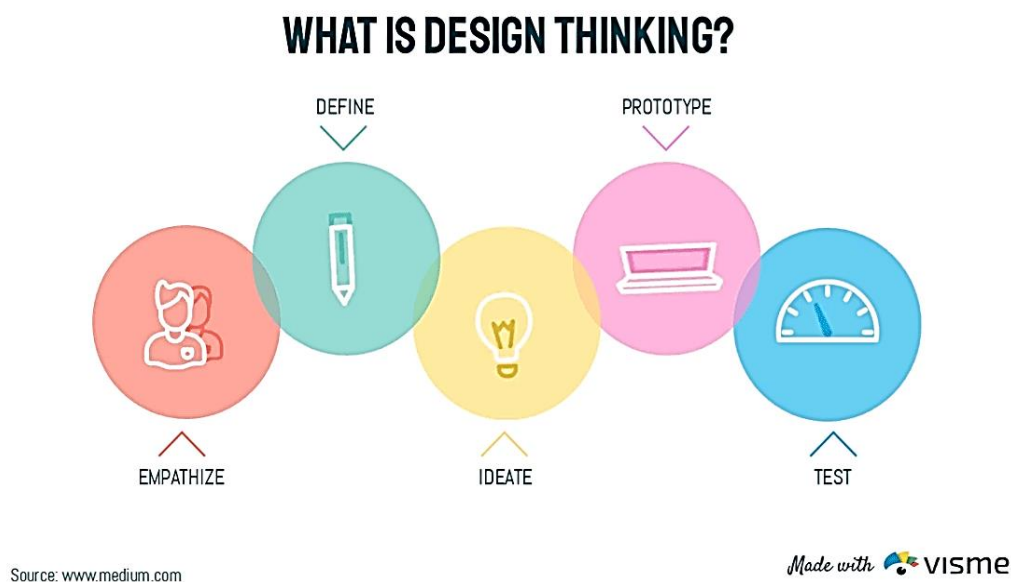 WHAT IS DESIGN THINKING?
DEFINE
PROTOTYPE
EMPATHIZE
IDEATE
TEST
Source: www.medium.com
Made with visme